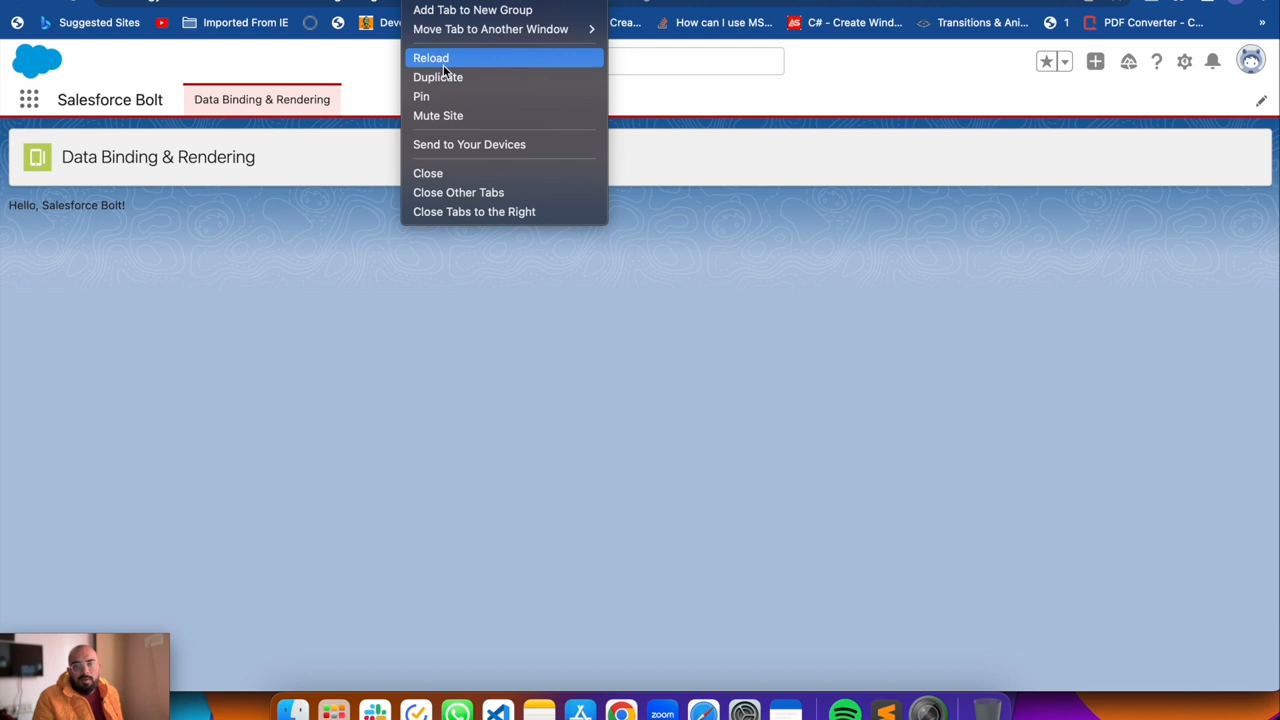 Add Tab to New Group
Move Tab to Another Window
Suggested Sites
Imported From IE
Deve
Crea...
How can I use MS...
C# - Create Wind...
Transitions & Ani...
1
PDF Converter - C...
»
Reload
Duplicate
Pin
Mute Site
Send to Your Devices
Close
Close Other Tabs
Close Tabs to the Right
Salesforce Bolt
Data Binding & Rendering
Data Binding & Rendering
Hello, Salesforce Bolt!
zoom